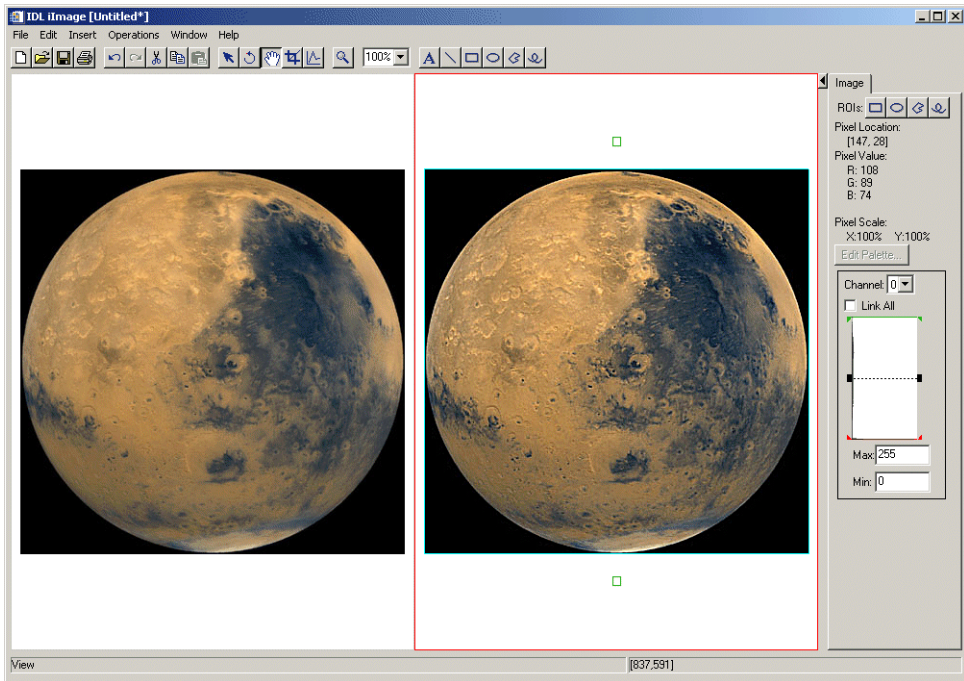 IDL iImage [Untitled*]
File Edit Insert Operations Window Help
100%
A
Image
ROIs:
Pixel Location:
[147, 28]
Pixel Value:
R: 108
G: 89
B: 74
Pixel Scale:
X:100% Y:100%
Edit Palette...
Channel: 0
Link All
Max: 255
Min: 0
View
[837,591]